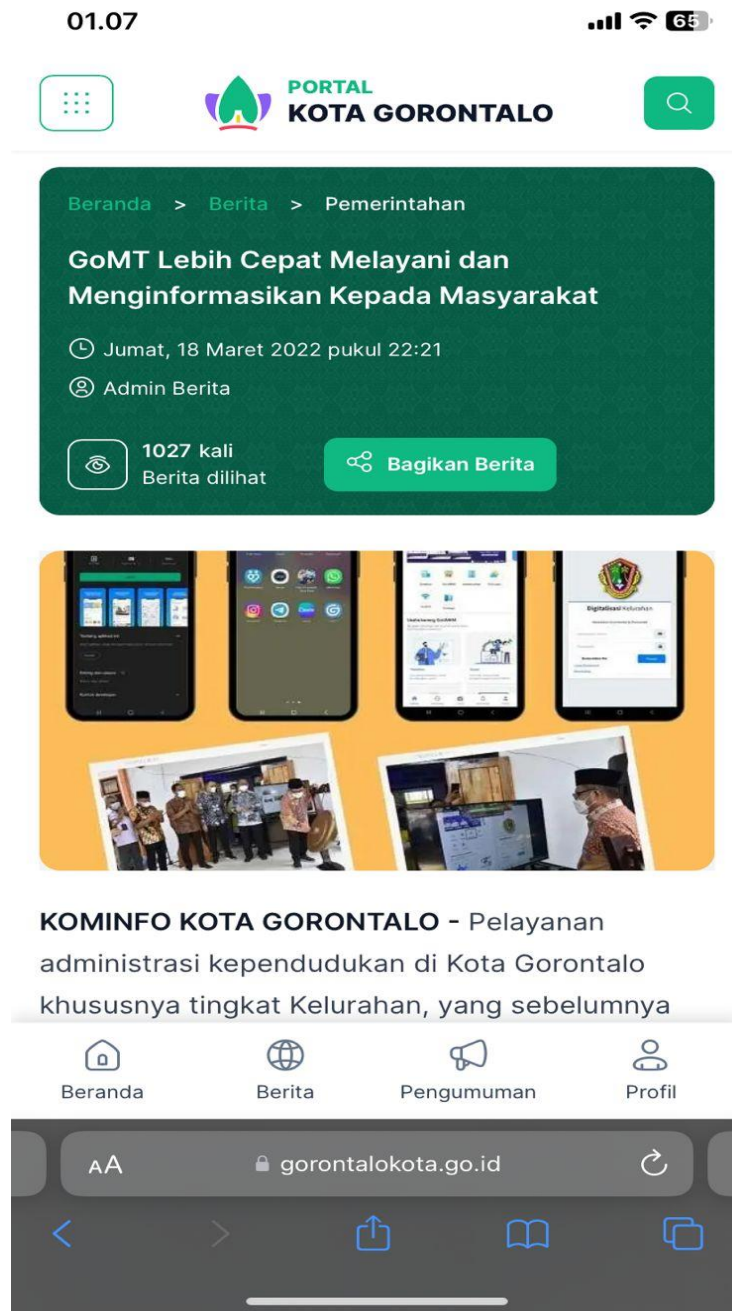 01.07
65
PORTAL
KOTA GORONTALO
Beranda > Berita > Pemerintahan
GoMT Lebih Cepat Melayani dan
Menginformasikan Kepada Masyarakat
Jumat, 18 Maret 2022 pukul 22:21
Admin Berita
1027 kali
Berita dilihat
Bagikan Berita
Digitalisasi Kelurahan
KOMINFO KOTA GORONTALO - Pelayanan
administrasi kependudukan di Kota Gorontalo
khususnya tingkat Kelurahan, yang sebelumnya
Beranda
Berita
Pengumuman
Profil
AA
gorontalokota.go.id